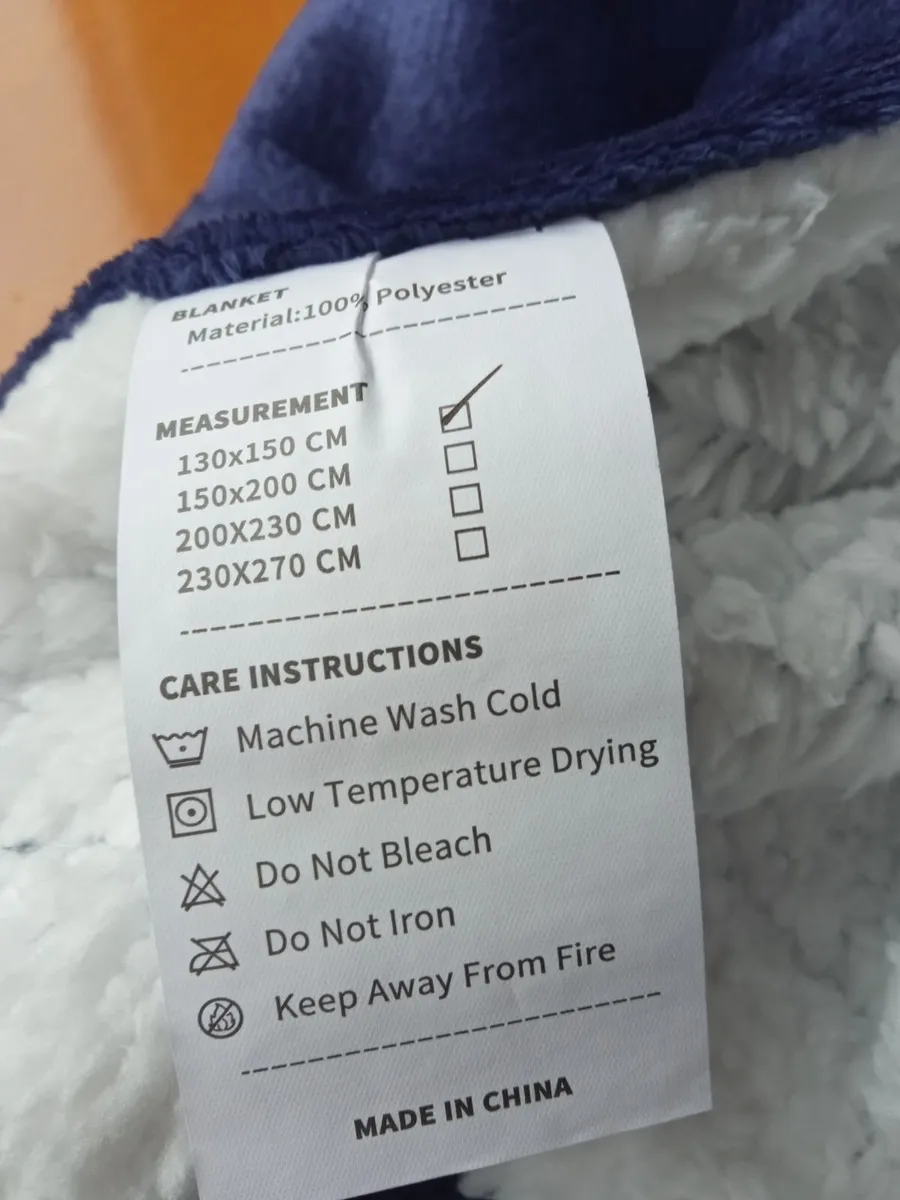 BLANKET
Material:100% Polyester
MEASUREMENT
130x150 CM
150x200 CM
200X230 CM
230X270 CM
CARE INSTRUCTIONS
Machine Wash Cold
Low Temperature Drying
Do Not Bleach
Do Not Iron
Keep Away From Fire
MADE IN CHINA